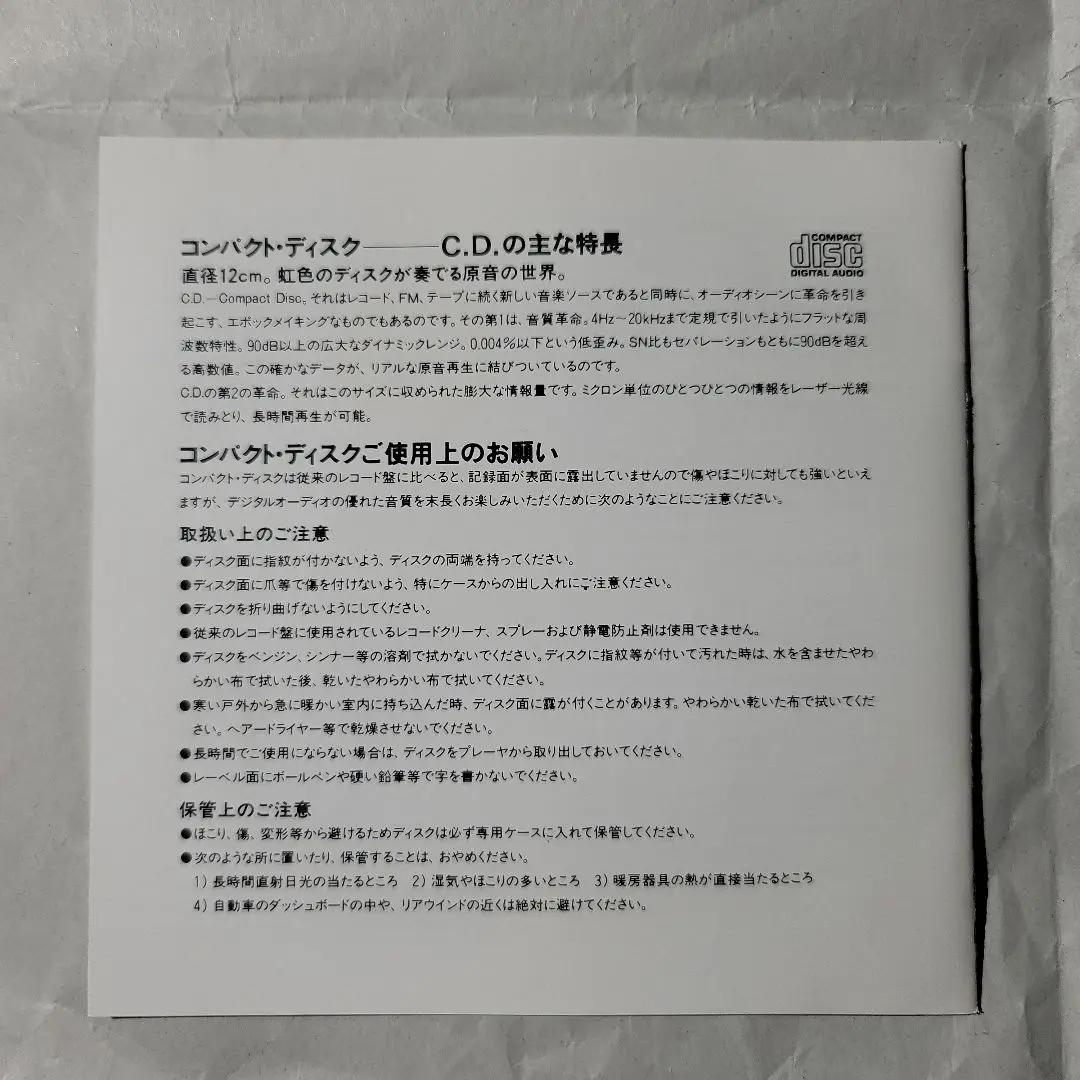 コンパクト・ディスク───C.D.の主な特長
COMPACT
disc
DIGITAL AUDIO
直径12cm。虹色のディスクが奏でる原音の世界。
C.D.—Compact Disc。それはレコード、FM、テープに続く新しい音楽ソースであると同時に、オーディオシーンに革命を引き
起こす、エポックメイキングなものでもあるのです。その第1は、音質革命。4Hz〜20kHzまで定規で引いたようにフラットな周
波数特性。90dB以上の広大なダイナミックレンジ。0.004%以下という低歪み。SN比もセパレーションもともに90dBを超え
る高数値。この確かなデータが、リアルな原音再生に結びついているのです。
C.D.の第2の革命。それはこのサイズに収められた膨大な情報量です。ミクロン単位のひとつひとつの情報をレーザー光線
で読みとり、長時間再生が可能。
コンパクト・ディスクご使用上のお願い
コンパクト・ディスクは従来のレコード盤に比べると、記録面が表面に露出していませんので傷やほこりに対しても強いといえ
ますが、デジタルオーディオの優れた音質を末長くお楽しみいただくために次のようなことにご注意ください。
取扱い上のご注意
●ディスク面に指紋が付かないよう、ディスクの両端を持ってください。
●ディスク面に爪等で傷を付けないよう、特にケースからの出し入れにご注意ください。
●ディスクを折り曲げないようにしてください。
●従来のレコード盤に使用されているレコードクリーナ、スプレーおよび静電防止剤は使用できません。
●ディスクをベンジン、シンナー等の溶剤で拭かないでください。ディスクに指紋等が付いて汚れた時は、水を含ませたやわ
らかい布で拭いた後、乾いたやわらかい布で拭いてください。
●寒い戸外から急に暖かい室内に持ち込んだ時、ディスク面に露が付くことがあります。やわらかい乾いた布で拭いてくだ
さい。ヘアードライヤー等で乾燥させないでください。
●長時間でご使用にならない場合は、ディスクをプレーヤから取り出しておいてください。
●レーベル面にボールペンや硬い鉛筆等で字を書かないでください。
保管上のご注意
●ほこり、傷、変形等から避けるためディスクは必ず専用ケースに入れて保管してください。
●次のような所に置いたり、保管することは、おやめください。
1) 長時間直射日光の当たるところ 2) 湿気やほこりの多いところ 3) 暖房器具の熱が直接当たるところ
4) 自動車のダッシュボードの中や、リアウインドの近くは絶対に避けてください。